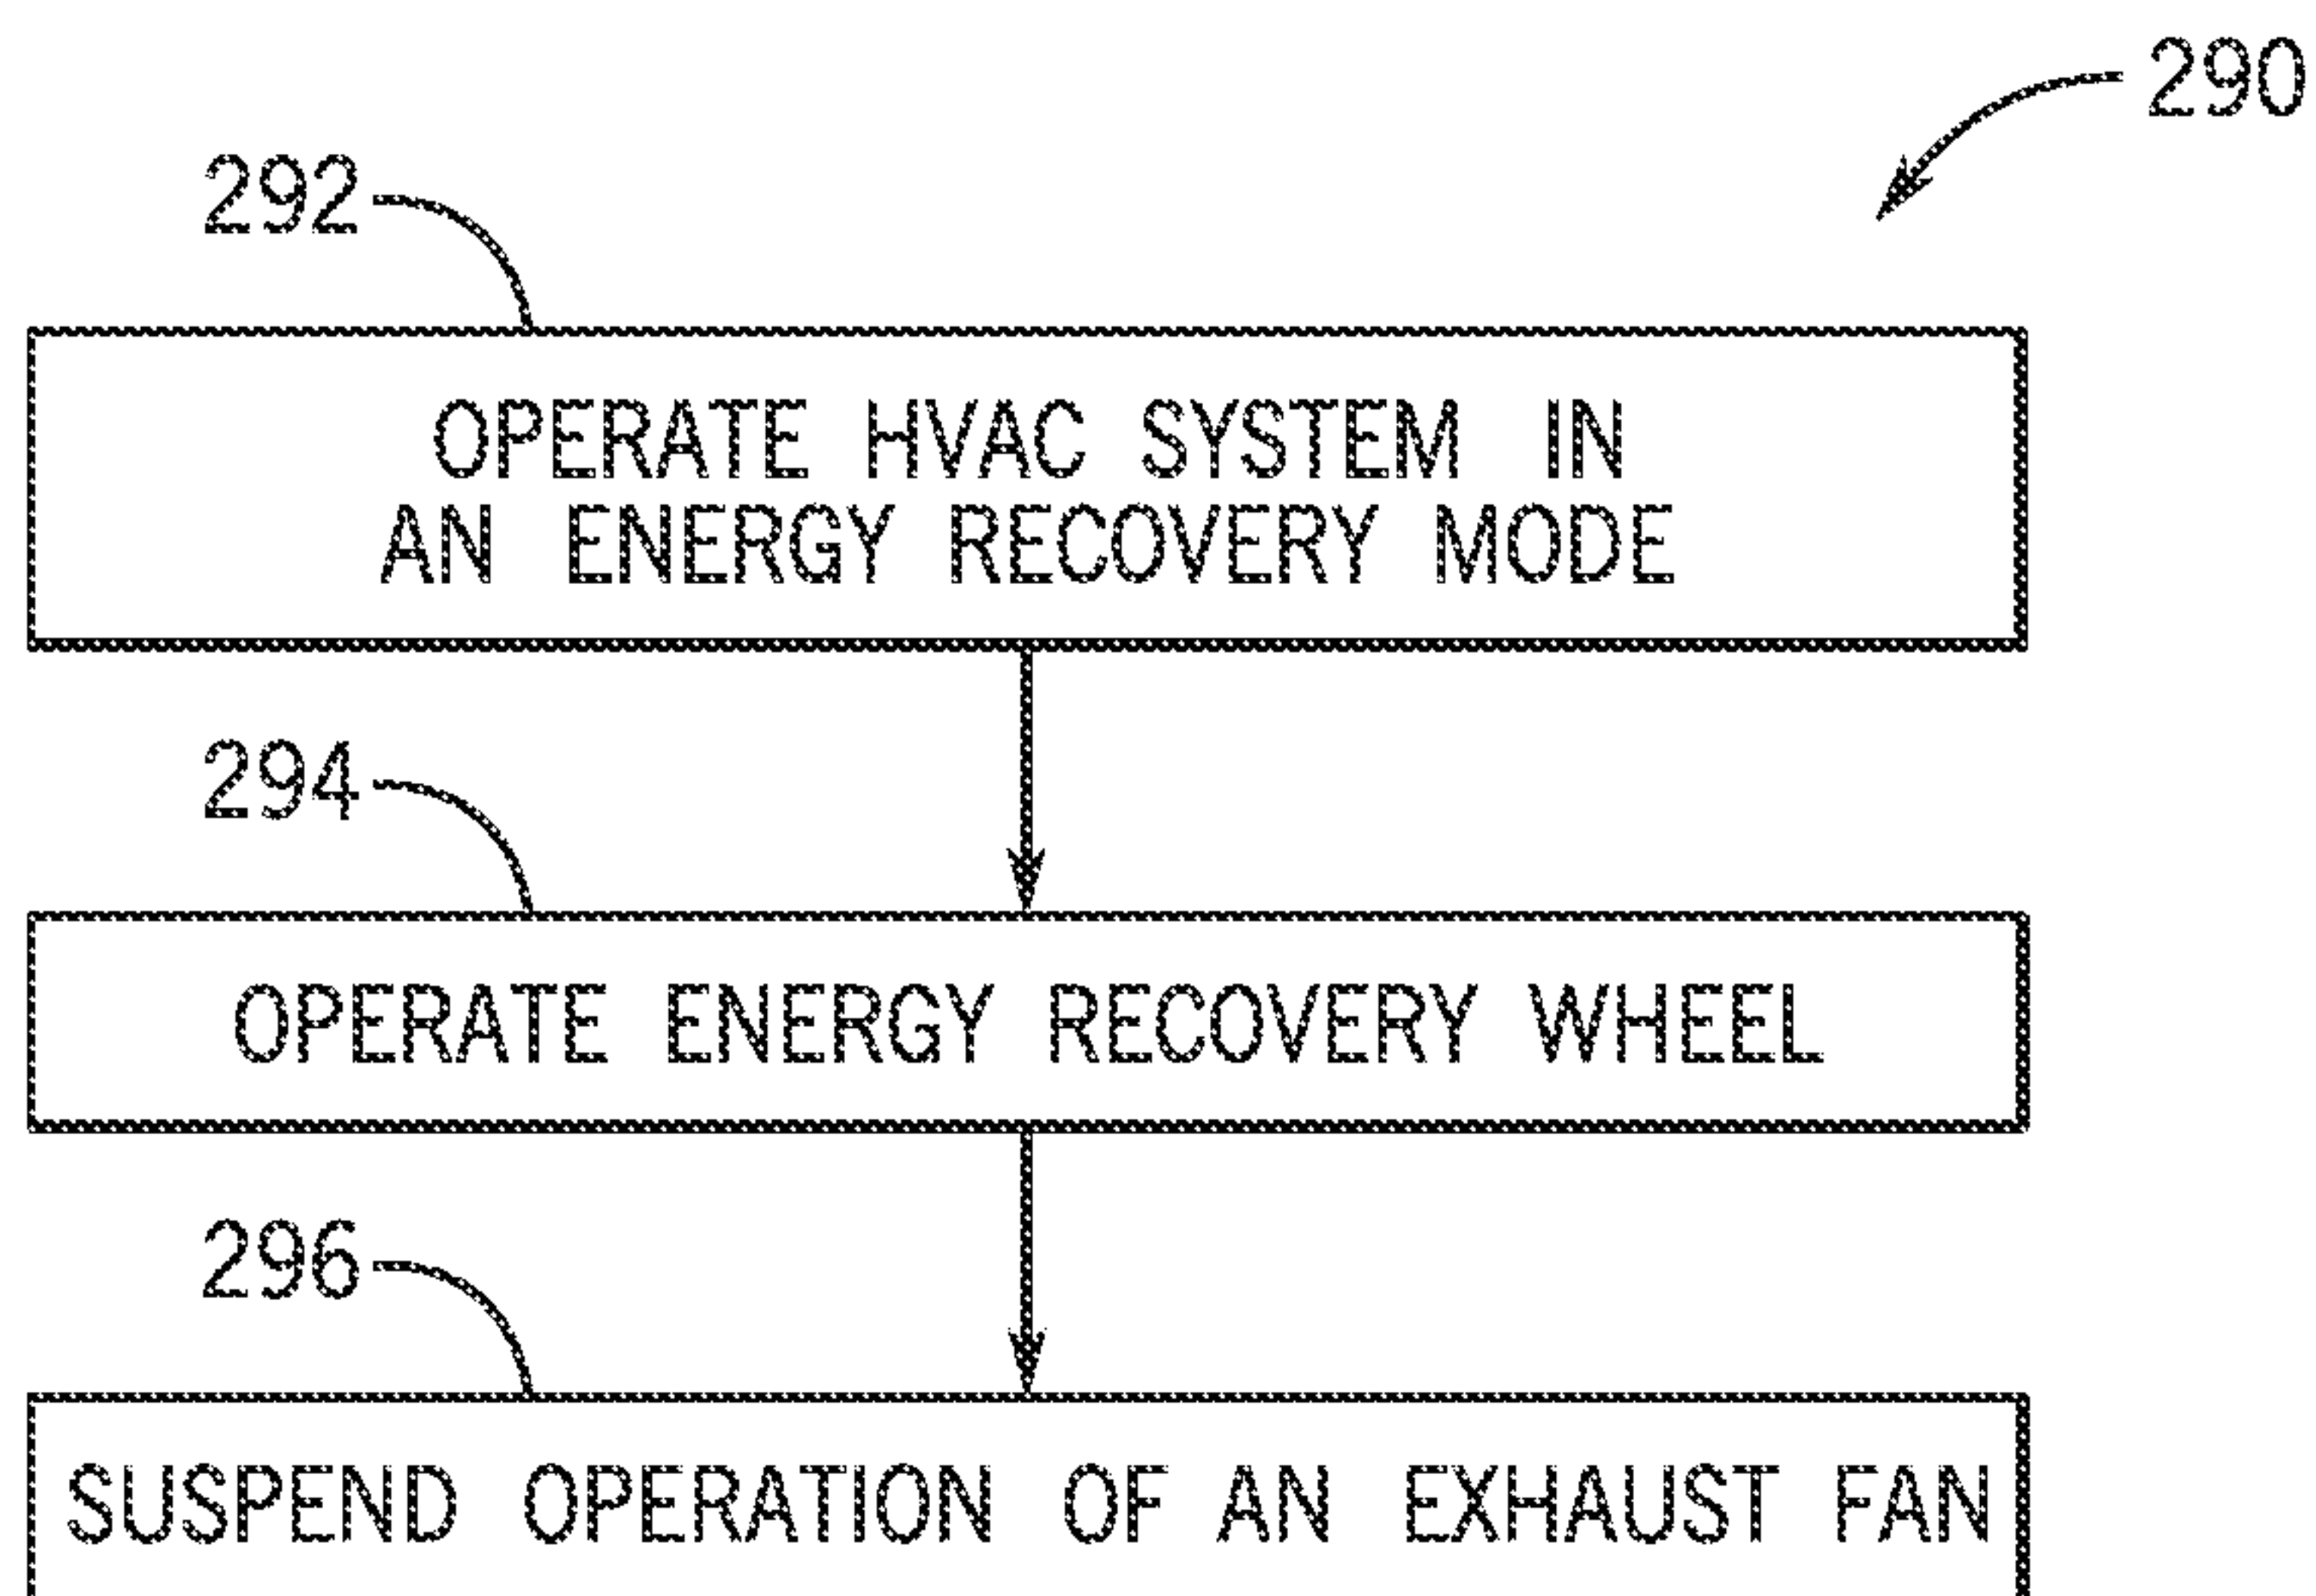 290
292
OPERATE HVAC SYSTEM IN
AN ENERGY RECOVERY MODE
294
OPERATE ENERGY RECOVERY WHEEL
296
SUSPEND OPERATION OF AN EXHAUST FAN